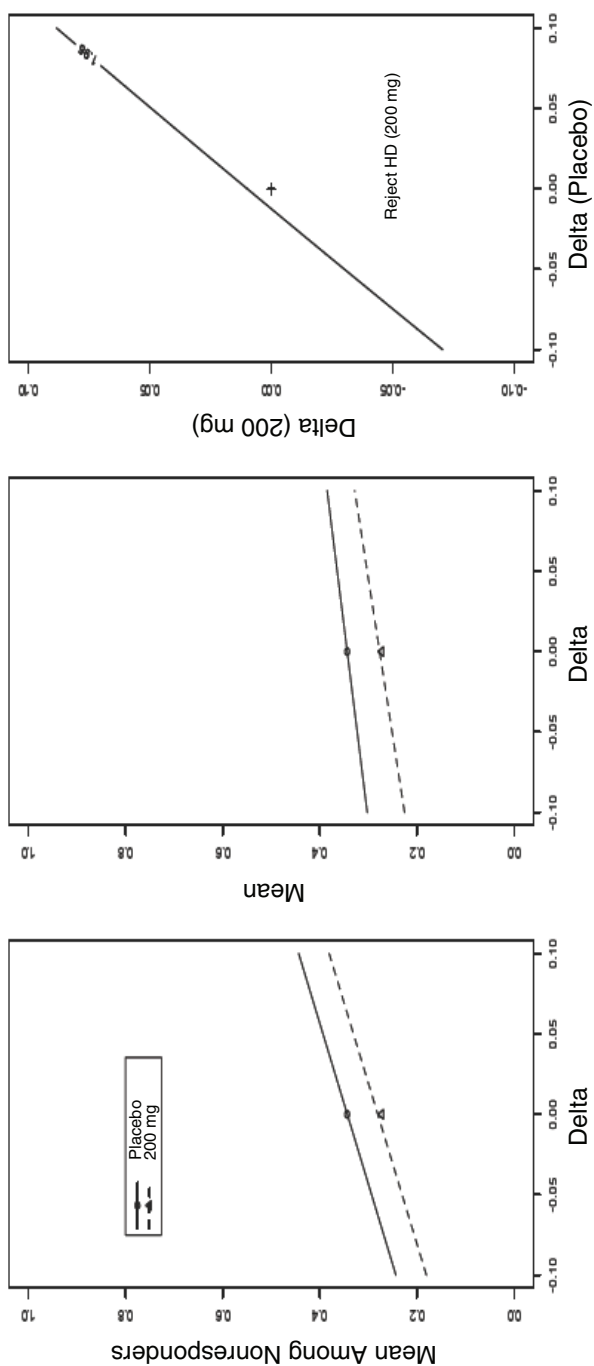 Mean Among Nonresponders
1.0
0.8
0.6
0.4
0.2
0.0
Placebo
200 mg
-0.10 -0.05 0.00 0.05 0.10
Delta
Mean
1.0
0.8
0.6
0.4
0.2
0.0
-0.10 -0.05 0.00 0.05 0.10
Delta
Delta (200 mg)
0.10
0.05
0.00
-0.05
-0.10
1.96
Reject HD (200 mg)
-0.10 -0.05 0.00 0.05 0.10
Delta (Placebo)